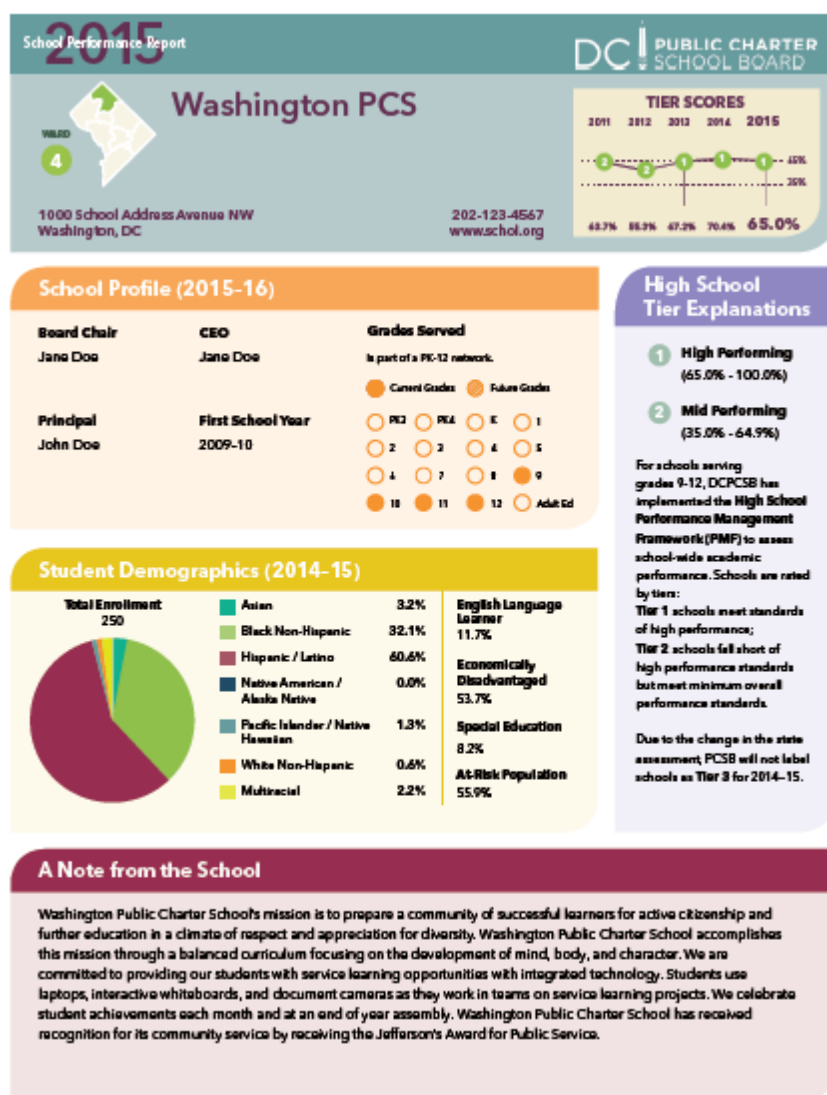 School Performance Report
2015
DC PUBLIC CHARTER
SCHOOL BOARD
Washington PCS
WARD
4
1000 School Address Avenue NW
Washington, DC
202-123-4567
www.schol.org
TIER SCORES
2011 2012 2013 2014 2015
2 2 1 1 1
65%
35%
63.7% 55.3% 67.2% 70.4% 65.0%
School Profile (2015–16)
Board Chair
Jane Doe
CEO
Jane Doe
Principal
John Doe
First School Year
2009–10
Grades Served
Is part of a PK-12 network.
Current Grades Future Grades
PK3 PK4 K 1
2 3 4 5
6 7 8 9
10 11 12 Adult Ed
High School
Tier Explanations
1 High Performing
(65.0% - 100.0%)
2 Mid Performing
(35.0% - 64.9%)
For schools serving
grades 9-12, DCPCSB has
implemented the High School
Performance Management
Framework (PMF) to assess
school-wide academic
performance. Schools are rated
by tiers:
Tier 1 schools meet standards
of high performance;
Tier 2 schools fall short of
high performance standards
but meet minimum overall
performance standards.
Due to the change in the state
assessment, PCSB will not label
schools as Tier 3 for 2014–15.
Student Demographics (2014–15)
Total Enrollment
250
Asian 3.2%
Black Non-Hispanic 32.1%
Hispanic / Latino 60.6%
Native American / 0.0%
Alaska Native
Pacific Islander / Native 1.3%
Hawaiian
White Non-Hispanic 0.6%
Multiracial 2.2%
English Language
Learner
11.7%
Economically
Disadvantaged
53.7%
Special Education
8.2%
At-Risk Population
55.9%
A Note from the School
Washington Public Charter School's mission is to prepare a community of successful learners for active citizenship and
further education in a climate of respect and appreciation for diversity. Washington Public Charter School accomplishes
this mission through a balanced curriculum focusing on the development of mind, body, and character. We are
committed to providing our students with service learning opportunities with integrated technology. Students use
laptops, interactive whiteboards, and document cameras as they work in teams on service learning projects. We celebrate
student achievements each month and at an end of year assembly. Washington Public Charter School has received
recognition for its community service by receiving the Jefferson's Award for Public Service.